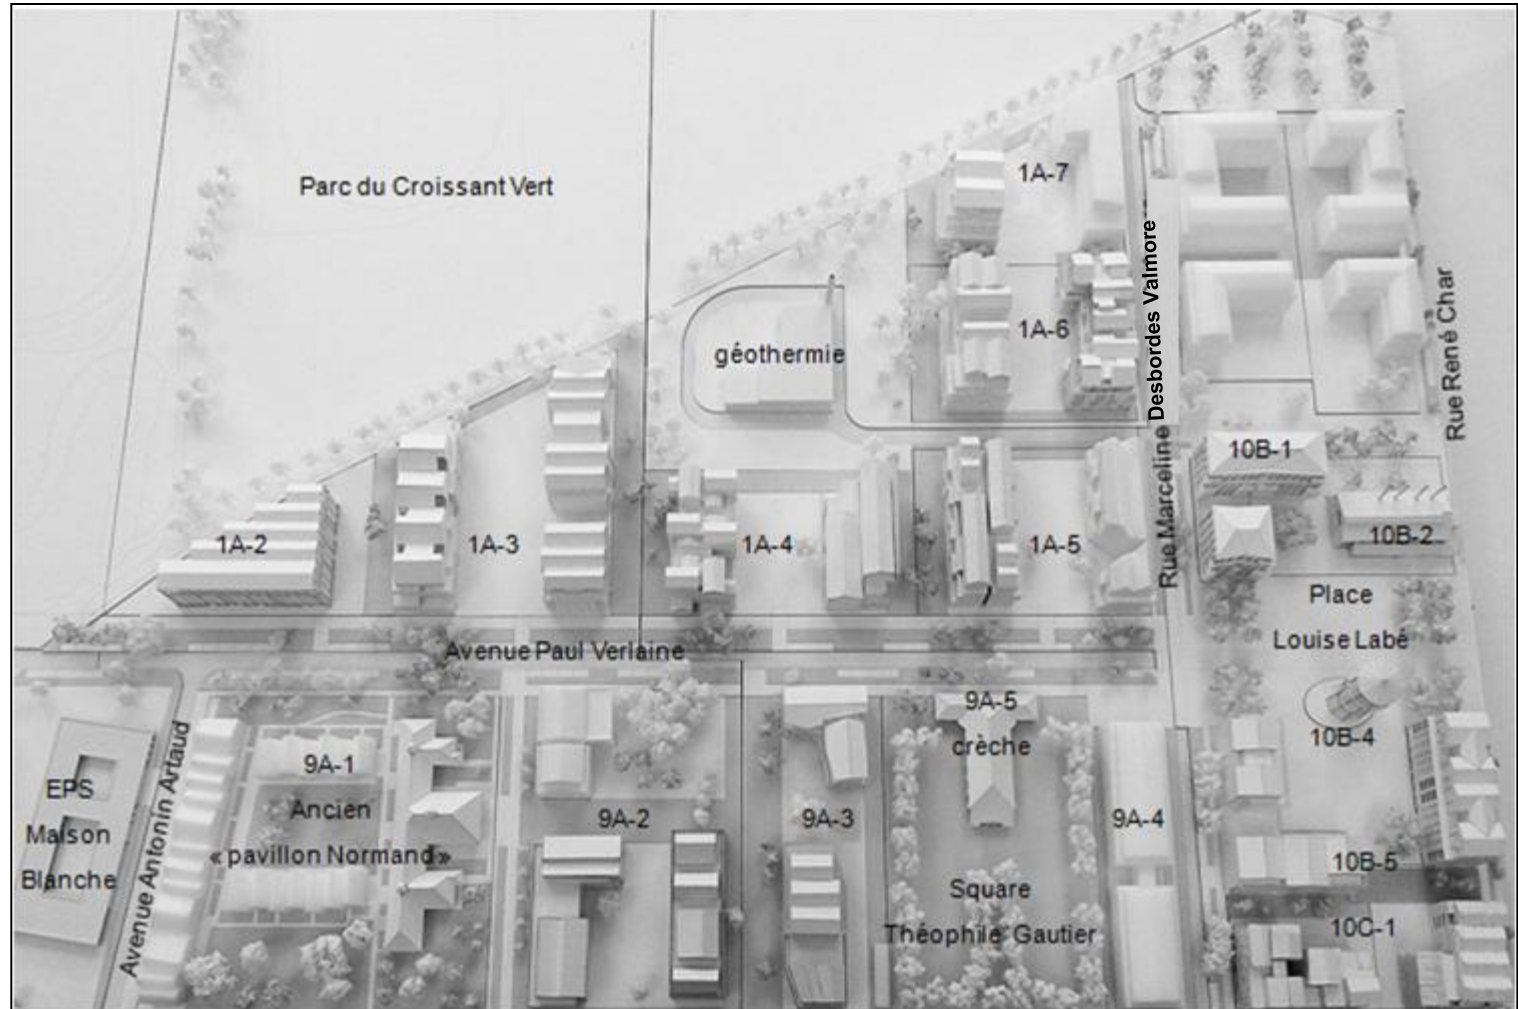 Parc du Croissant Vert
1A-7
géothermie
1A-6
Rue Marceline Desbordes Valmore
Rue René Char
10B-1
1A-2
1A-3
1A-4
1A-5
10B-2
Place
Louise Labé
Avenue Paul Verlaine
9A-5
crèche
10B-4
9A-1
Ancien
« pavillon Normand »
EPS
Maison
Blanche
Avenue Antonin Artaud
9A-2
9A-3
9A-4
10B-5
Square
Théophile Gautier
10C-1